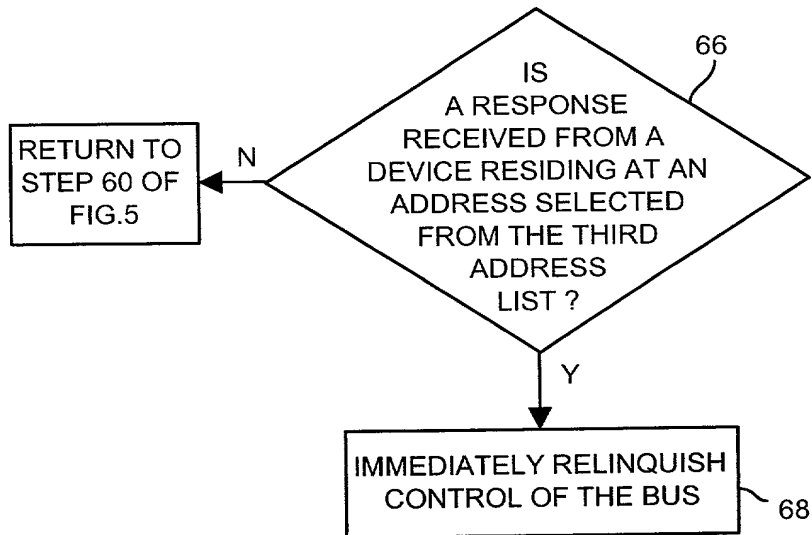 66
IS
A RESPONSE
RECEIVED FROM A
DEVICE RESIDING AT AN
ADDRESS SELECTED
FROM THE THIRD
ADDRESS
LIST ?
N
RETURN TO
STEP 60 OF
FIG.5
Y
IMMEDIATELY RELINQUISH
CONTROL OF THE BUS
68